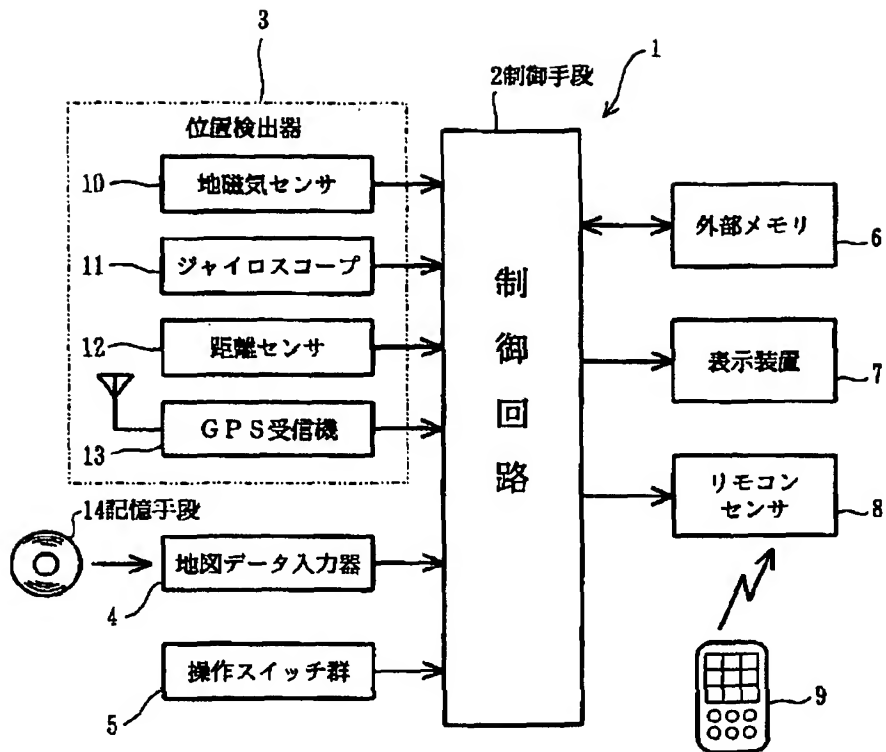 3
1
2制御手段
位置検出器
10
地磁気センサ
11
ジャイロスコープ
12
距離センサ
13
GPS受信機
制御回路
外部メモリ
6
表示装置
7
リモコン
センサ
8
14記憶手段
地図データ入力器
4
操作スイッチ群
5
9